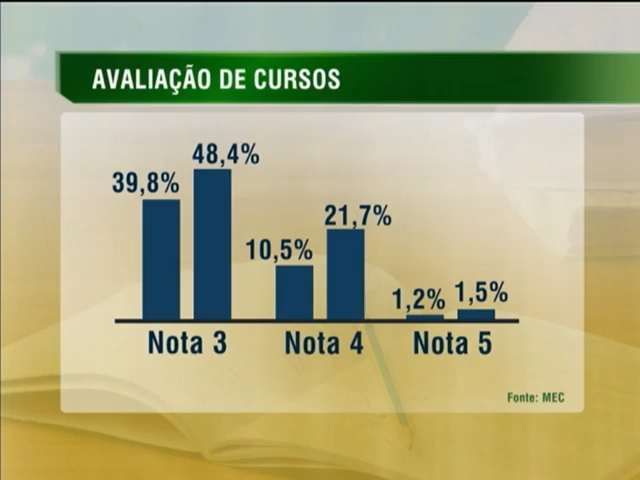 AVALIAÇÃO DE CURSOS
48,4%
39,8%
21,7%
10,5%
1,2% 1,5%
Nota 3 Nota 4 Nota 5
Fonte: MEC